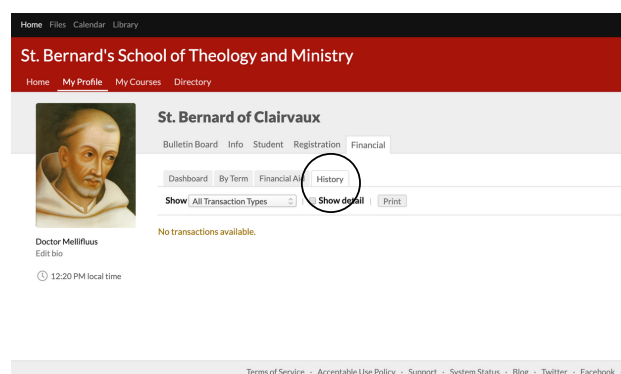 Home Files Calendar Library
St. Bernard's School of Theology and Ministry
Home My Profile My Courses Directory
St. Bernard of Clairvaux
Bulletin Board Info Student Registration Financial
Dashboard By Term Financial Aid History
Show All Transaction Types | Show detail | Print
No transactions available.
Doctor Mellifluus
Edit bio
12:20 PM local time
Terms of Service · Acceptable Use Policy · Support · System Status · Blog · Twitter · Facebook ·